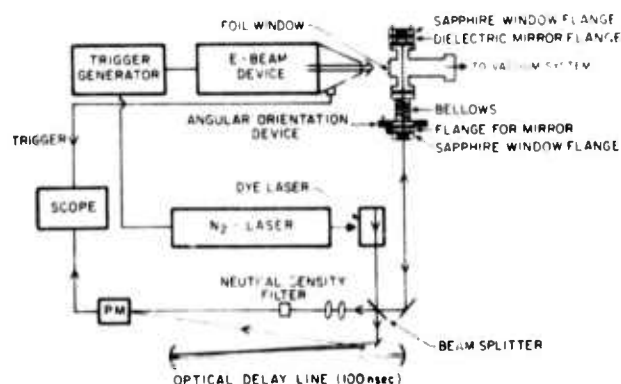 FOIL WINDOW
SAPPHIRE WINDOW FLANGE
DIELECTRIC MIRROR FLANGE
TRIGGER
GENERATOR
E-BEAM
DEVICE
TO VACUUM SYSTEM
BELLOWS
ANGULAR ORIENTATION
DEVICE
FLANGE FOR MIRROR
SAPPHIRE WINDOW FLANGE
TRIGGER
DYE LASER
SCOPE
N2-LASER
NEUTRAL DENSITY
FILTER
PM
BEAM SPLITTER
OPTICAL DELAY LINE (100 nsec)